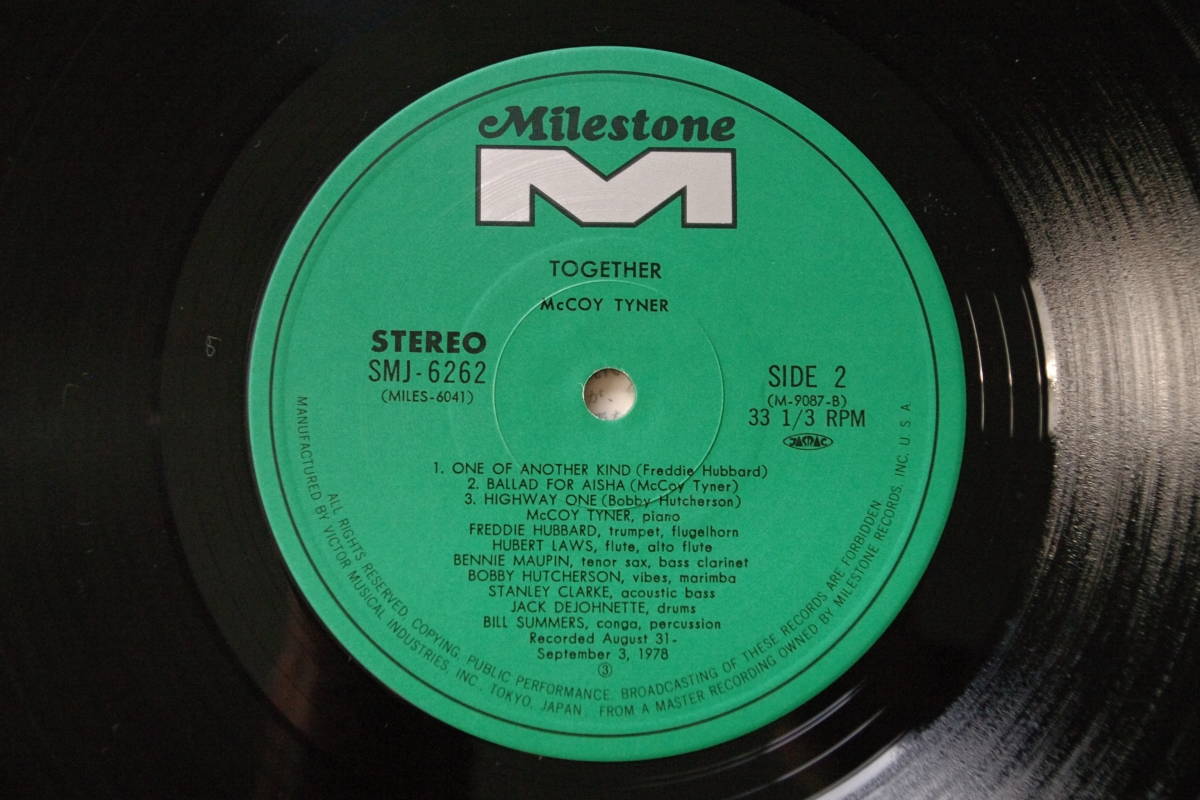 Milestone
TOGETHER
McCOY TYNER
STEREO
SMJ-6262
(MILES-6041)
SIDE 2
(M-9087-B)
33 1/3 RPM
JASRAC
1. ONE OF ANOTHER KIND (Freddie Hubbard)
2. BALLAD FOR AISHA (McCoy Tyner)
3. HIGHWAY ONE (Bobby Hutcherson)
McCOY TYNER, piano
FREDDIE HUBBARD, trumpet, flugelhorn
HUBERT LAWS, flute, alto flute
BENNIE MAUPIN, tenor sax, bass clarinet
BOBBY HUTCHERSON, vibes, marimba
STANLEY CLARKE, acoustic bass
JACK DEJOHNETTE, drums
BILL SUMMERS, conga, percussion
Recorded August 31-
September 3, 1978
③
ALL RIGHTS RESERVED. COPYING, PUBLIC PERFORMANCE, BROADCASTING OF THESE RECORDS ARE FORBIDDEN
MANUFACTURED BY VICTOR MUSICAL INDUSTRIES, INC., TOKYO, JAPAN FROM A MASTER RECORDING OWNED BY MILESTONE RECORDS, INC. U.S.A.